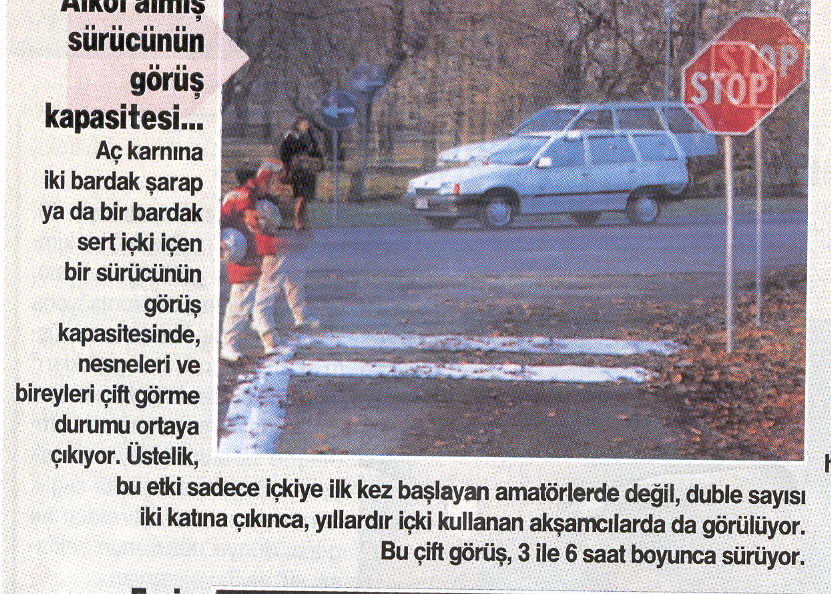 Alkol almış
sürücünün
görüş
kapasitesi...
Aç karnına
iki bardak şarap
ya da bir bardak
sert içki içen
bir sürücünün
görüş
kapasitesinde,
nesneleri ve
bireyleri çift görme
durumu ortaya
çıkıyor. Üstelik,
bu etki sadece içkiye ilk kez başlayan amatörlerde değil, duble sayısı
iki katına çıkınca, yıllardır içki kullanan akşamcılarda da görülüyor.
Bu çift görüş, 3 ile 6 saat boyunca sürüyor.
STOP
STOP